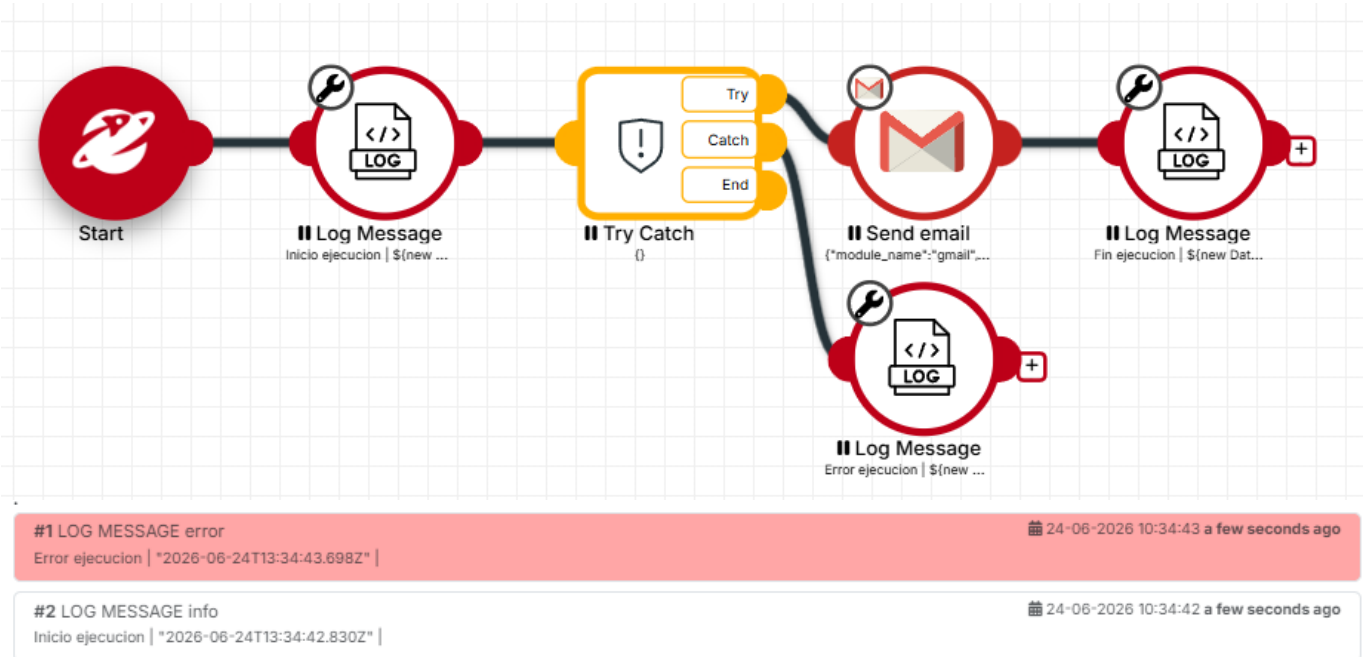 Try
Catch
End
</> LOG
</> LOG
</> LOG
Start
Log Message
Try Catch
Send email
Log Message
Inicio ejecucion | ${new ...
{}
{"module_name":"gmail",...
Fin ejecucion | ${new Dat...
Log Message
Error ejecucion | ${new ...
#1 LOG MESSAGE error
24-06-2026 10:34:43 a few seconds ago
Error ejecucion | "2026-06-24T13:34:43.698Z" |
#2 LOG MESSAGE info
24-06-2026 10:34:42 a few seconds ago
Inicio ejecucion | "2026-06-24T13:34:42.830Z" |